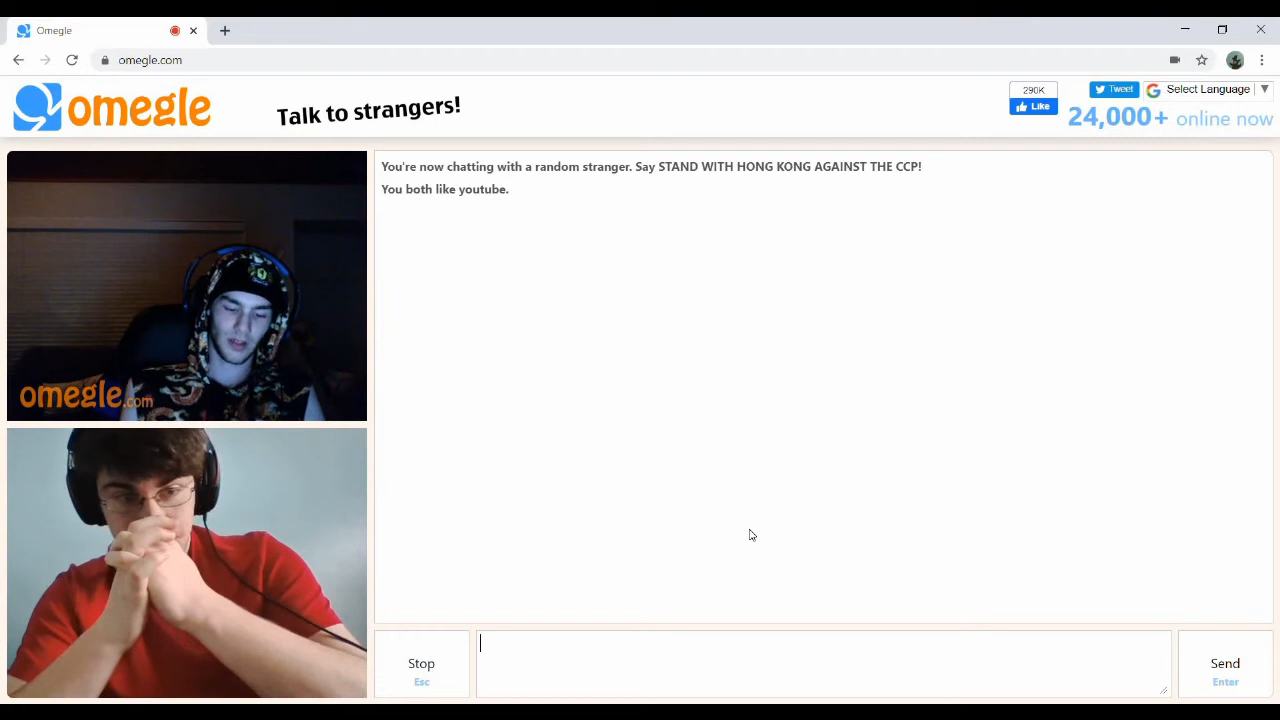 Omegle
omegle.com
omegle
Talk to strangers!
290K
Like
Tweet
Select Language
24,000+ online now
You're now chatting with a random stranger. Say STAND WITH HONG KONG AGAINST THE CCP!
You both like youtube.
omegle.com
Stop
Esc
Send
Enter